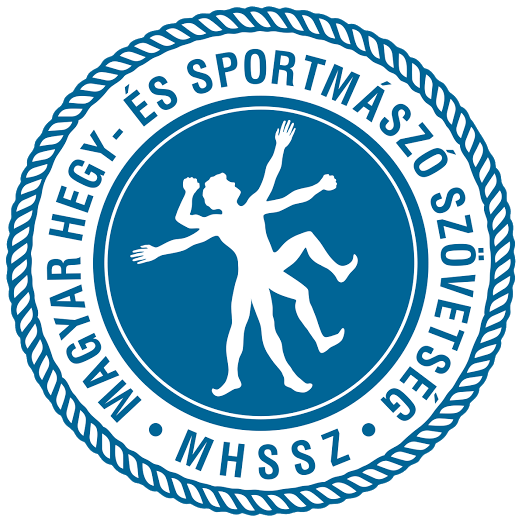 MAGYAR HEGY- ÉS SPORTMÁSZÓ SZÖVETSÉG
• MHSSZ •